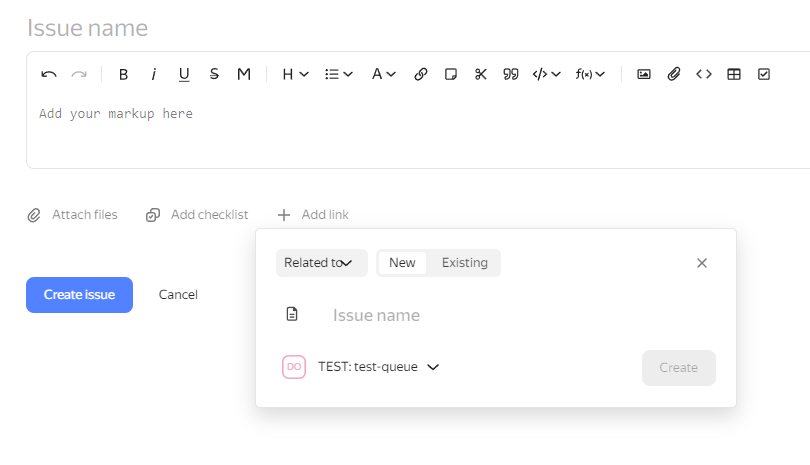 Issue name
B i U S M H A </> f(x) <>
Add your markup here
Attach files Add checklist Add link
Related to New Existing
Create issue Cancel
Issue name
DO TEST: test-queue Create